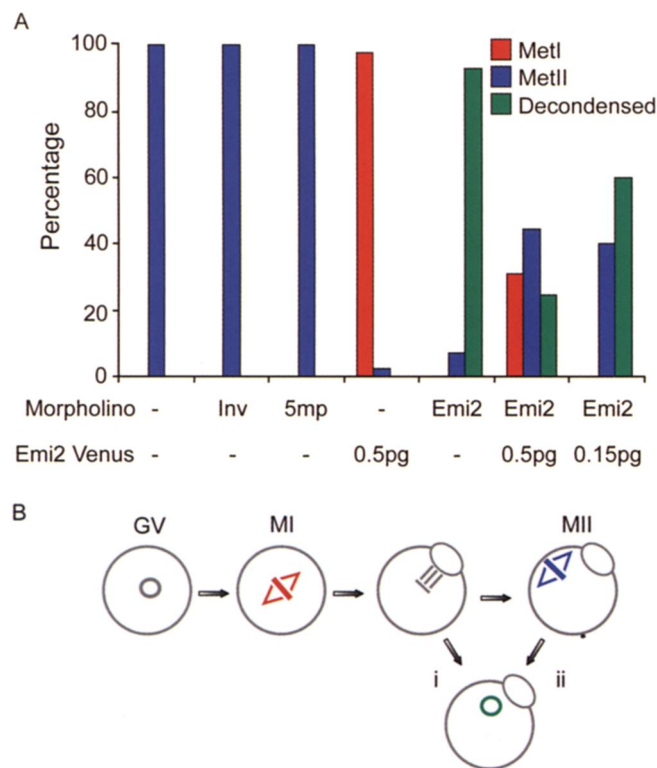 A
Percentage
100
80
60
40
20
0
MetI
MetII
Decondensed
Morpholino - Inv 5mp - Emi2 Emi2 Emi2
Emi2 Venus - - - 0.5pg - 0.5pg 0.15pg
B
GV MI MII
i ii